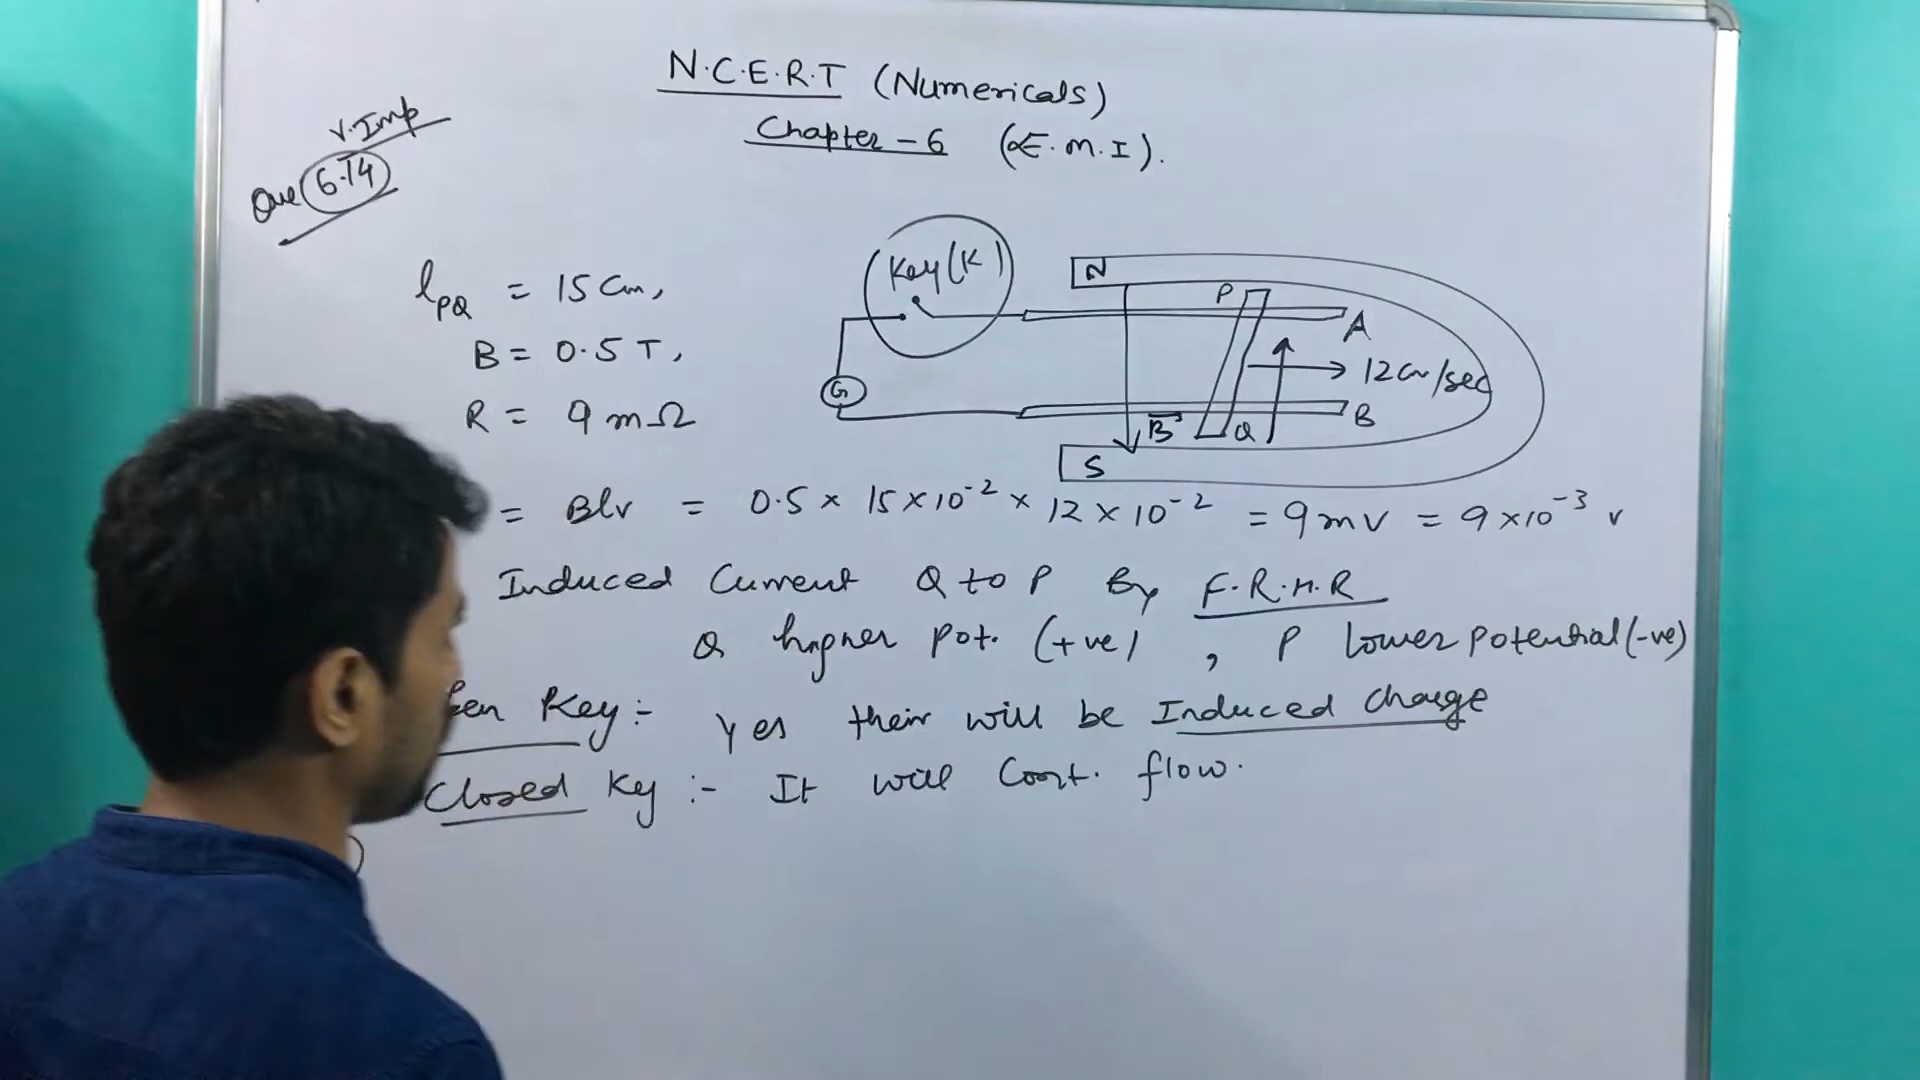 N.C.E.R.T (Numericals)
Chapter - 6 (E.M.I).
V. Imp
Que 6.14
Key (K)
N
P
A
l PQ = 15 Cm,
B = 0.5 T,
12 cm/sec
G
R = 9 mΩ
B
B
Q
S
= Blv = 0.5 x 15 x 10⁻² x 12 x 10⁻² = 9 mV = 9 x 10⁻³ v
Induced Current Q to P By F.R.H.R
Q higher pot. (+ve) , P Lower potential (-ve)
Key :- Yes their will be Induced Charge
Closed Key :- It will Cont. flow.